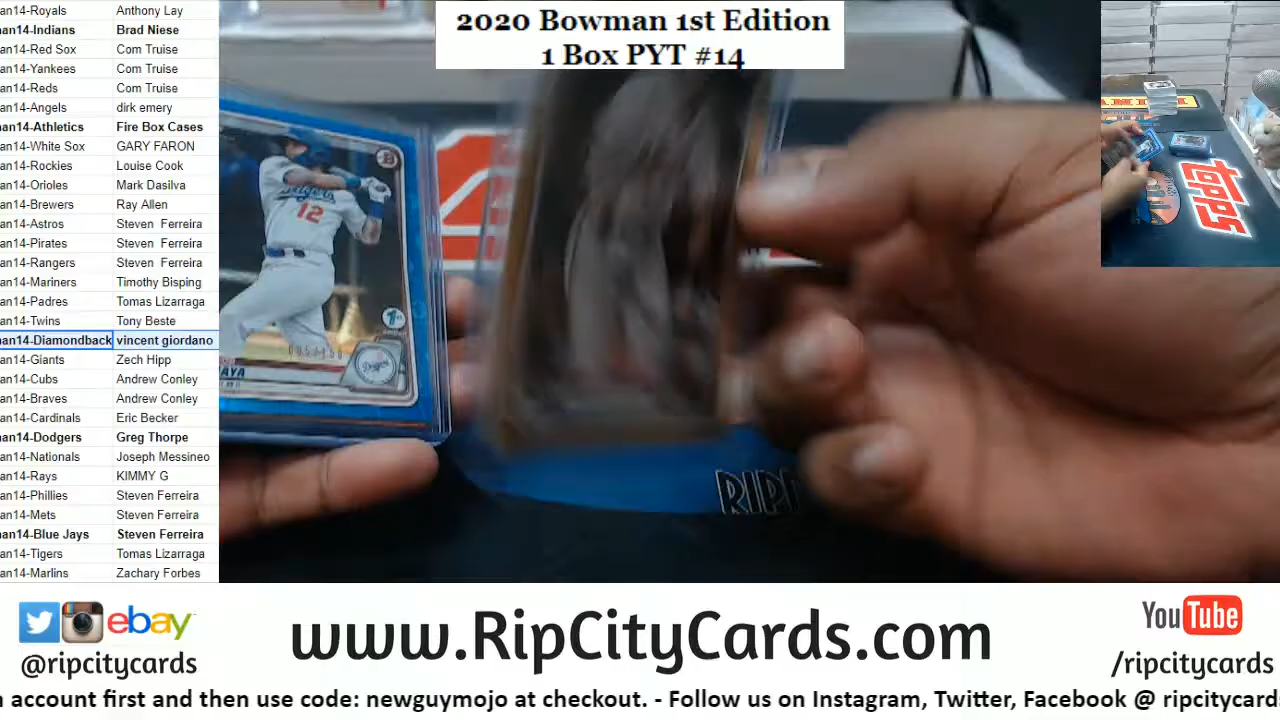 2020 Bowman 1st Edition
1 Box PYT #14
an14-Royals Anthony Lay
an14-Indians Brad Niese
an14-Red Sox Com Truise
an14-Yankees Com Truise
an14-Reds Com Truise
an14-Angels dirk emery
an14-Athletics Fire Box Cases
an14-White Sox GARY FARON
an14-Rockies Louise Cook
an14-Orioles Mark Dasilva
an14-Brewers Ray Allen
an14-Astros Steven Ferreira
an14-Pirates Steven Ferreira
an14-Rangers Steven Ferreira
an14-Mariners Timothy Bisping
an14-Padres Tomas Lizarraga
an14-Twins Tony Beste
an14-Diamondback vincent giordano
an14-Giants Zech Hipp
an14-Cubs Andrew Conley
an14-Braves Andrew Conley
an14-Cardinals Eric Becker
an14-Dodgers Greg Thorpe
an14-Nationals Joseph Messineo
an14-Rays KIMMY G
an14-Phillies Steven Ferreira
an14-Mets Steven Ferreira
an14-Blue Jays Steven Ferreira
an14-Tigers Tomas Lizarraga
an14-Marlins Zachary Forbes
B
Dodgers
12
1st
Dodgers
RIP
topps
ebay
@ripcitycards
www.RipCityCards.com
YouTube
/ripcitycards
account first and then use code: newguymojo at checkout. - Follow us on Instagram, Twitter, Facebook @ ripcitycard